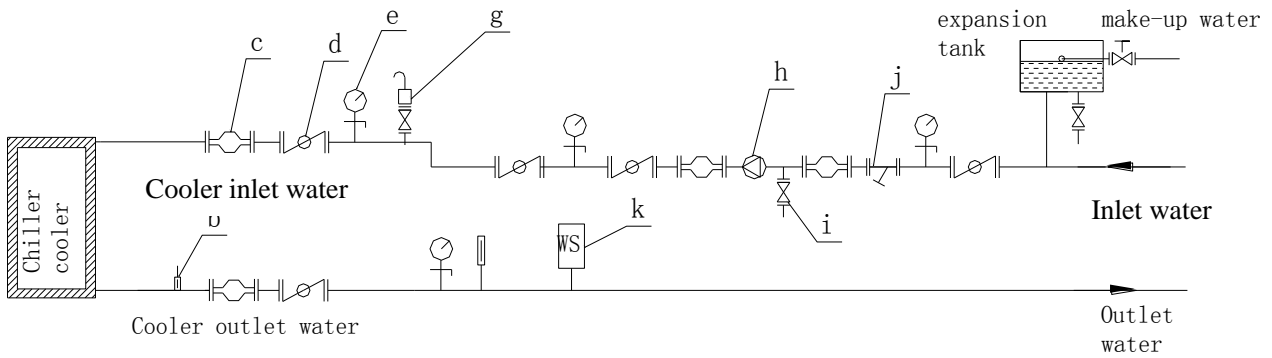 expansion
tank
make-up water
e
g
c
d
h
j
Cooler inlet water
Inlet water
Chiller
cooler
k
i
WS
Cooler outlet water
Outlet
water